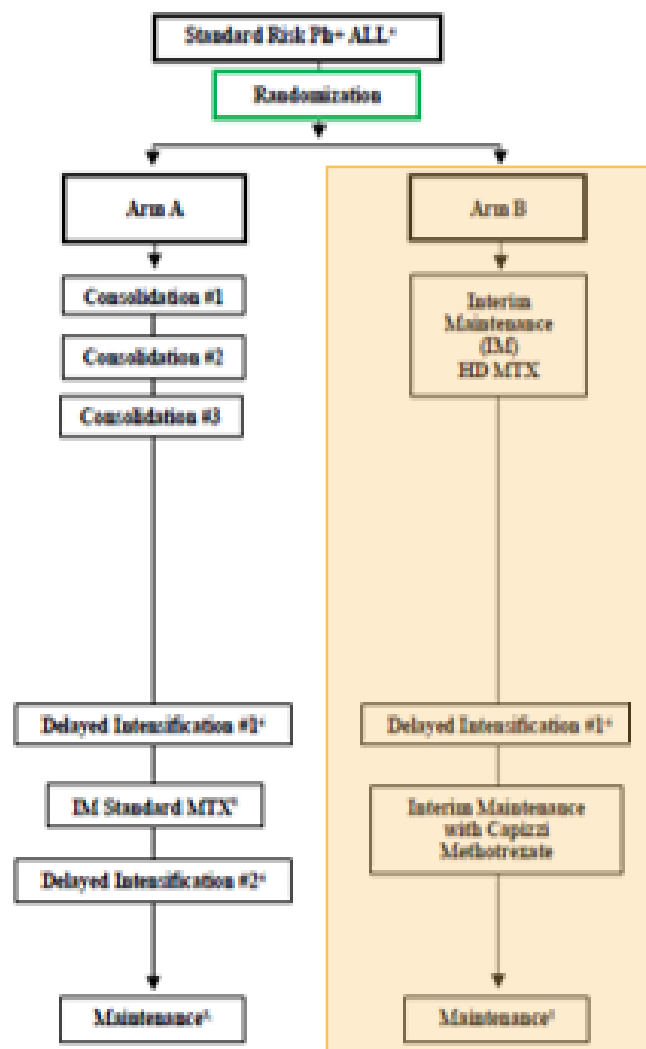 Standard Risk Ph+ ALL
Randomization
Arm A
Consolidation #1
Consolidation #2
Consolidation #3
Delayed Intensification #1
IM Standard MTX
Delayed Intensification #2
Maintenance
Arm B
Interim
Maintenance
(IM)
HD MTX
Delayed Intensification #1
Interim Maintenance
with Capizzi
Methotrexate
Maintenance